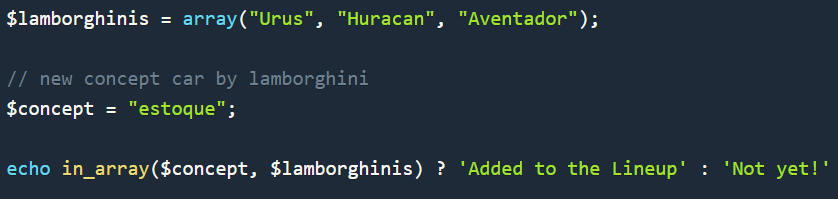 $lamborghinis = array("Urus", "Huracan", "Aventador");
// new concept car by lamborghini
$concept = "estoque";
echo in_array($concept, $lamborghinis) ? 'Added to the Lineup' : 'Not yet!'